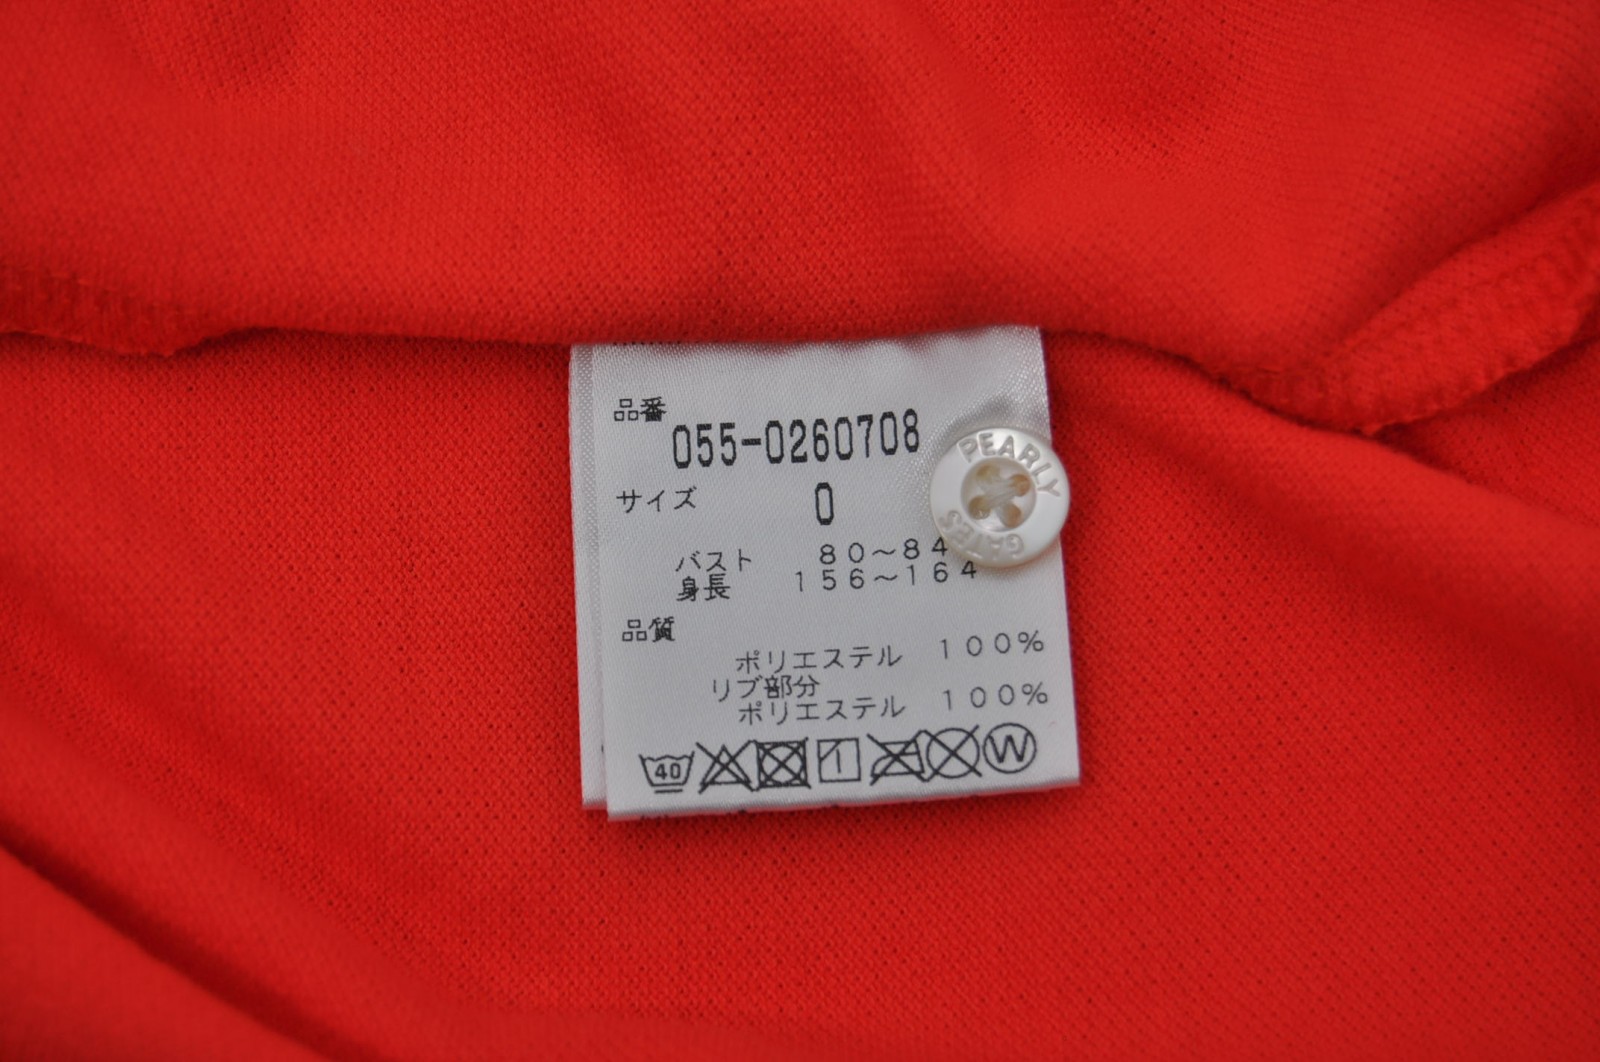 品番
055-0260708
サイズ 0
バスト 80～84
身長 156～164
品質
ポリエステル 100%
リブ部分
ポリエステル 100%
40
W
PEARLY
GATES